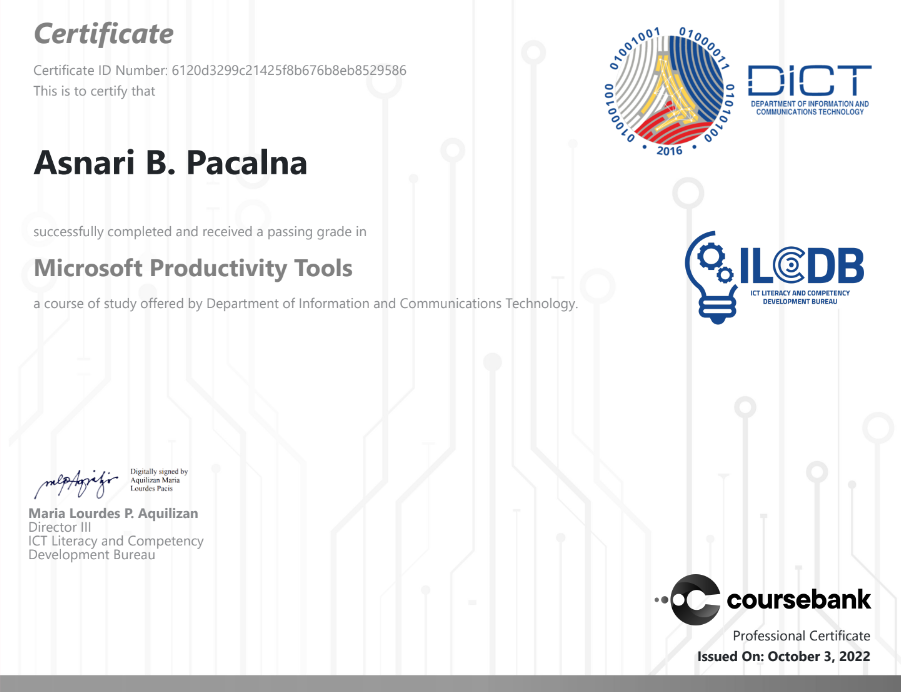 Certificate
Certificate ID Number: 6120d3299c21425f8b676b8eb8529586
This is to certify that
Asnari B. Pacalna
successfully completed and received a passing grade in
Microsoft Productivity Tools
a course of study offered by Department of Information and Communications Technology.
01001001 01000011
01000100 01010100
• 2016 •
DICT
DEPARTMENT OF INFORMATION AND
COMMUNICATIONS TECHNOLOGY
ILCDB
ICT LITERACY AND COMPETENCY
DEVELOPMENT BUREAU
Digitally signed by
Aquilizan Maria
Lourdes Pacis
Maria Lourdes P. Aquilizan
Director III
ICT Literacy and Competency
Development Bureau
coursebank
Professional Certificate
Issued On: October 3, 2022